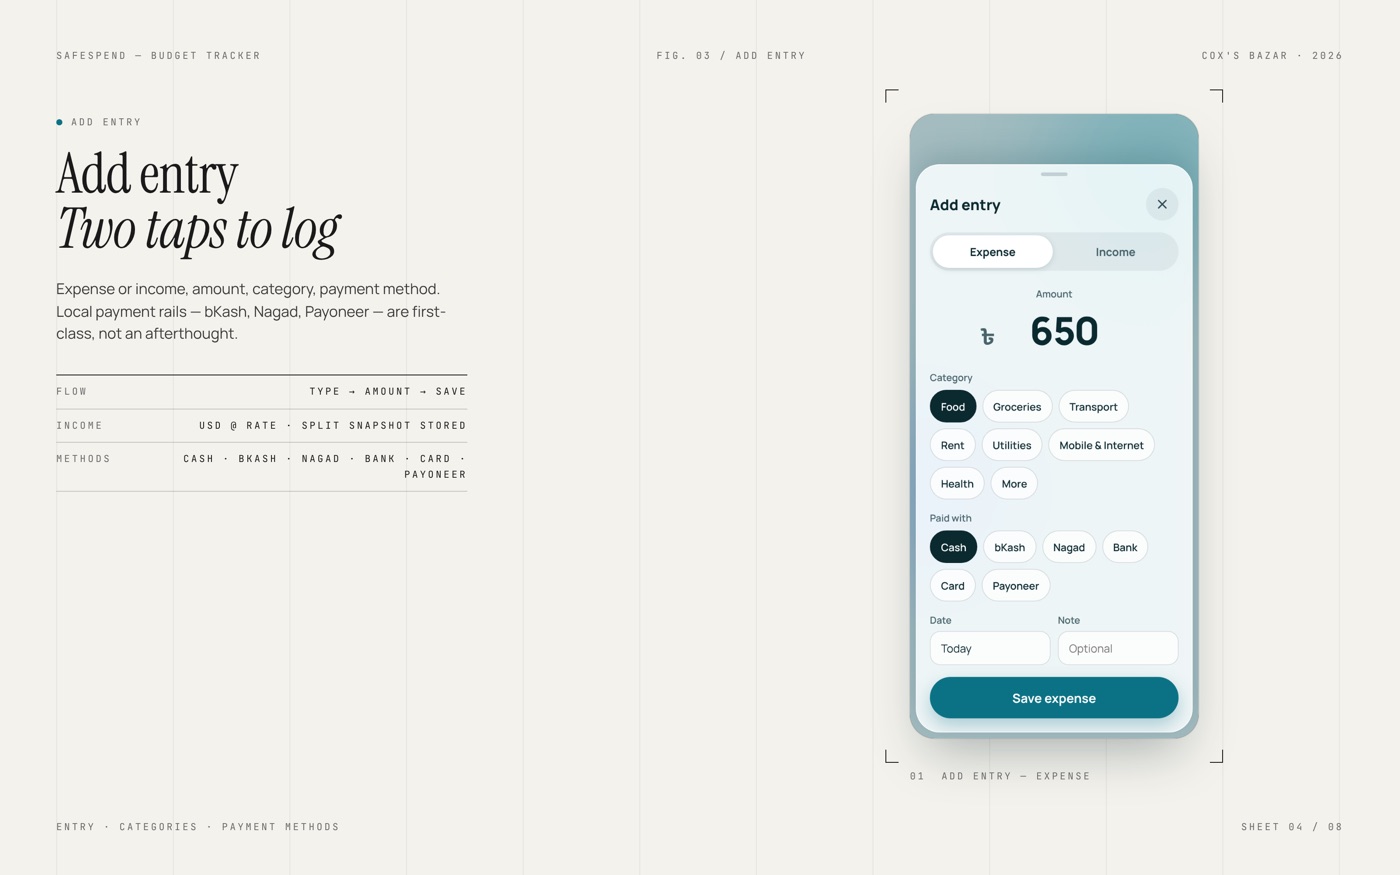 SAFESPEND — BUDGET TRACKER
FIG. 03 / ADD ENTRY
COX'S BAZAR · 2026
ADD ENTRY
Add entry
Two taps to log
Expense or income, amount, category, payment method.
Local payment rails — bKash, Nagad, Payoneer — are first-
class, not an afterthought.
FLOW TYPE → AMOUNT → SAVE
INCOME USD @ RATE · SPLIT SNAPSHOT STORED
METHODS CASH · BKASH · NAGAD · BANK · CARD ·
PAYONEER
Add entry
Expense Income
Amount
৳ 650
Category
Food Groceries Transport
Rent Utilities Mobile & Internet
Health More
Paid with
Cash bKash Nagad Bank
Card Payoneer
Date Note
Today Optional
Save expense
01 ADD ENTRY — EXPENSE
ENTRY · CATEGORIES · PAYMENT METHODS
SHEET 04 / 08